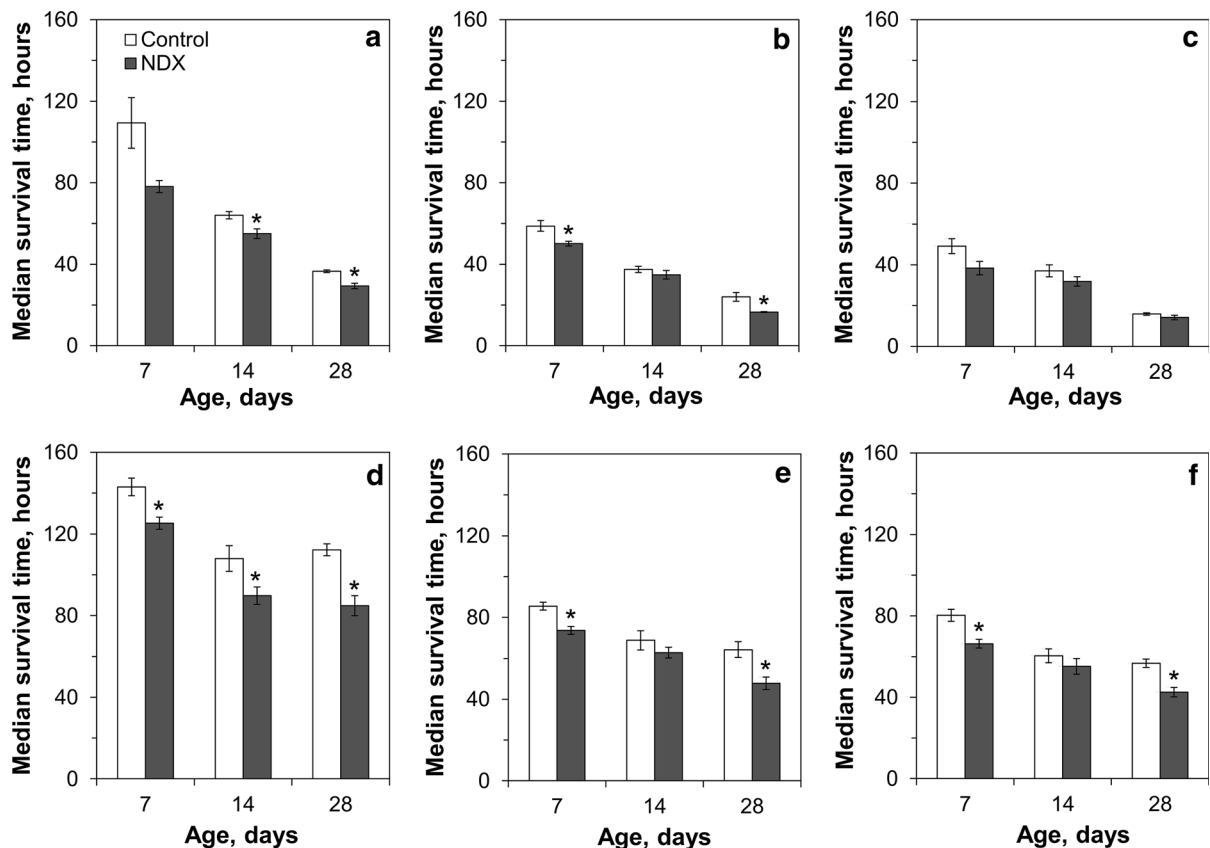 a
Control
NDX
Median survival time, hours
160
120
80
40
0
*
*
7 14 28
Age, days
b
Median survival time, hours
160
120
80
40
0
*
*
7 14 28
Age, days
c
Median survival time, hours
160
120
80
40
0
7 14 28
Age, days
d
Median survival time, hours
160
120
80
40
0
*
*
*
7 14 28
Age, days
e
Median survival time, hours
160
120
80
40
0
*
*
7 14 28
Age, days
f
Median survival time, hours
160
120
80
40
0
*
*
7 14 28
Age, days